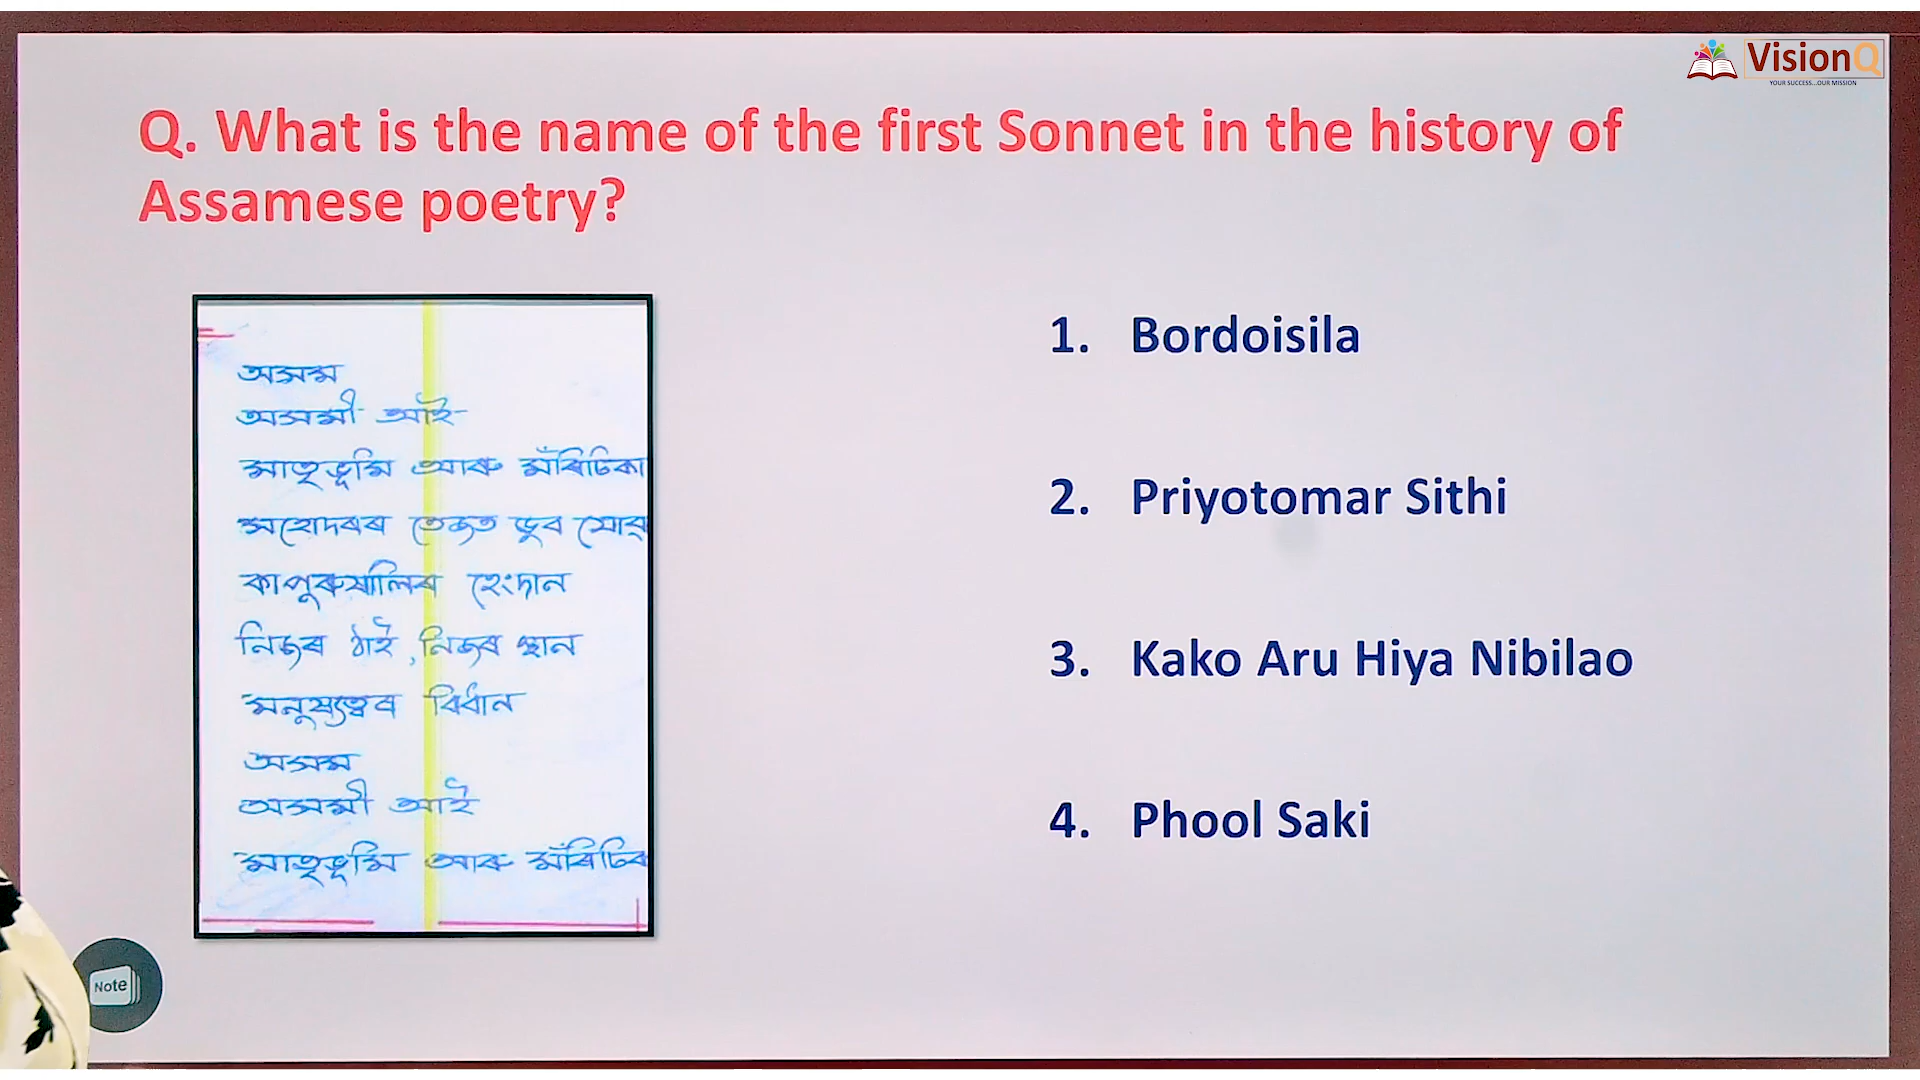 VisionQ
YOUR SUCCESS...OUR MISSION
Q. What is the name of the first Sonnet in the history of
Assamese poetry?
অসম
অসমী আই
মাতৃভূমি আৰু মঁৰিচিকা
সহোদৰৰ তেজত ডুব যোৱা
কাপুৰুষালিৰ হেংদান
নিজৰ ঠাই, নিজৰ স্থান
মনুষ্যত্বৰ বিধান
অসম
অসমী আই
মাতৃভূমি আৰু
1. Bordoisila
2. Priyotomar Sithi
3. Kako Aru Hiya Nibilao
4. Phool Saki
Note